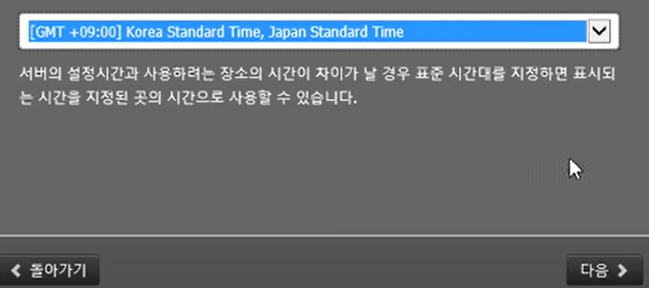 [GMT +09:00] Korea Standard Time, Japan Standard Time
서버의 설정시간과 사용하려는 장소의 시간이 차이가 날 경우 표준 시간대를 지정하면 표시되
는 시간을 지정된 곳의 시간으로 사용할 수 있습니다.
돌아가기
다음